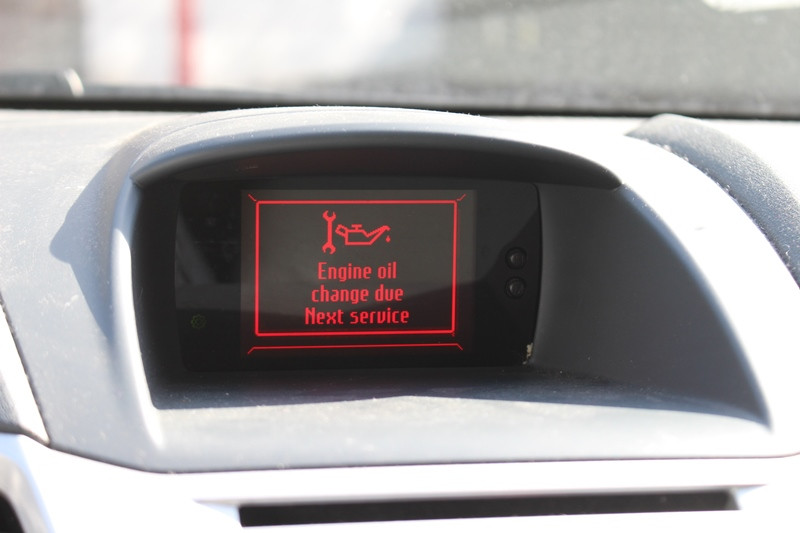 Engine oil
change due
Next service